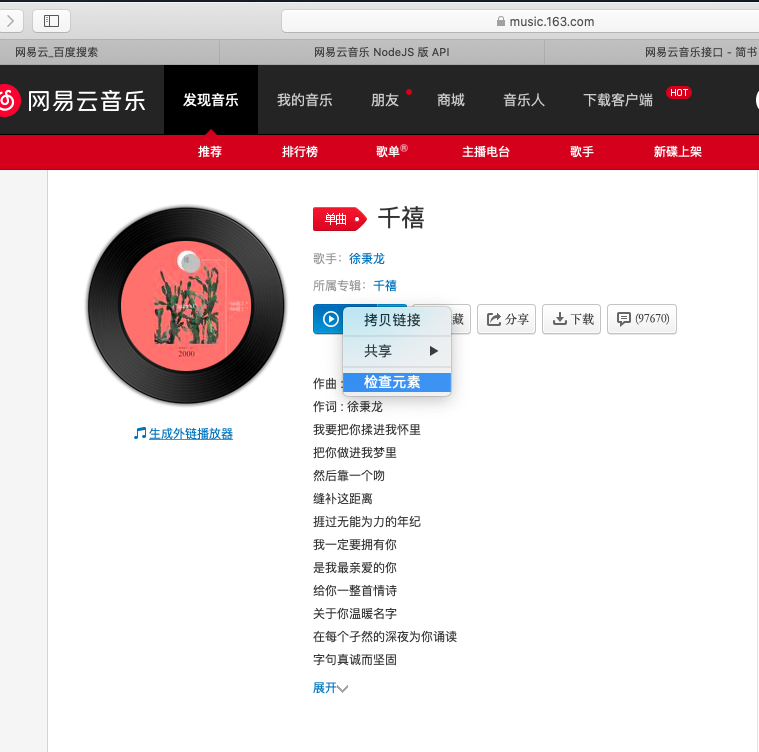 music.163.com
网易云_百度搜索
网易云音乐 NodeJS 版 API
网易云音乐接口 - 简书
网易云音乐 发现音乐 我的音乐 朋友 商城 音乐人 下载客户端 HOT
推荐 排行榜 歌单® 主播电台 歌手 新碟上架
单曲 千禧
歌手：徐秉龙
所属专辑：千禧
藏 分享 下载 (97670)
拷贝链接
共享
检查元素
作曲 :
作词 : 徐秉龙
我要把你揉进我怀里
把你做进我梦里
然后靠一个吻
缝补这距离
捱过无能为力的年纪
我一定要拥有你
是我最亲爱的你
给你一整首情诗
关于你温暖名字
在每个孑然的深夜为你诵读
字句真诚而坚固
展开
2000
生成外链播放器